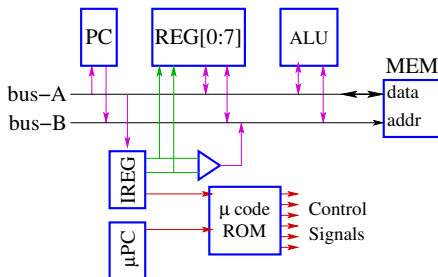 PC
REG[0:7]
ALU
MEM
bus−A
data
bus−B
addr
IREG
μ code
ROM
Control
Signals
μPC